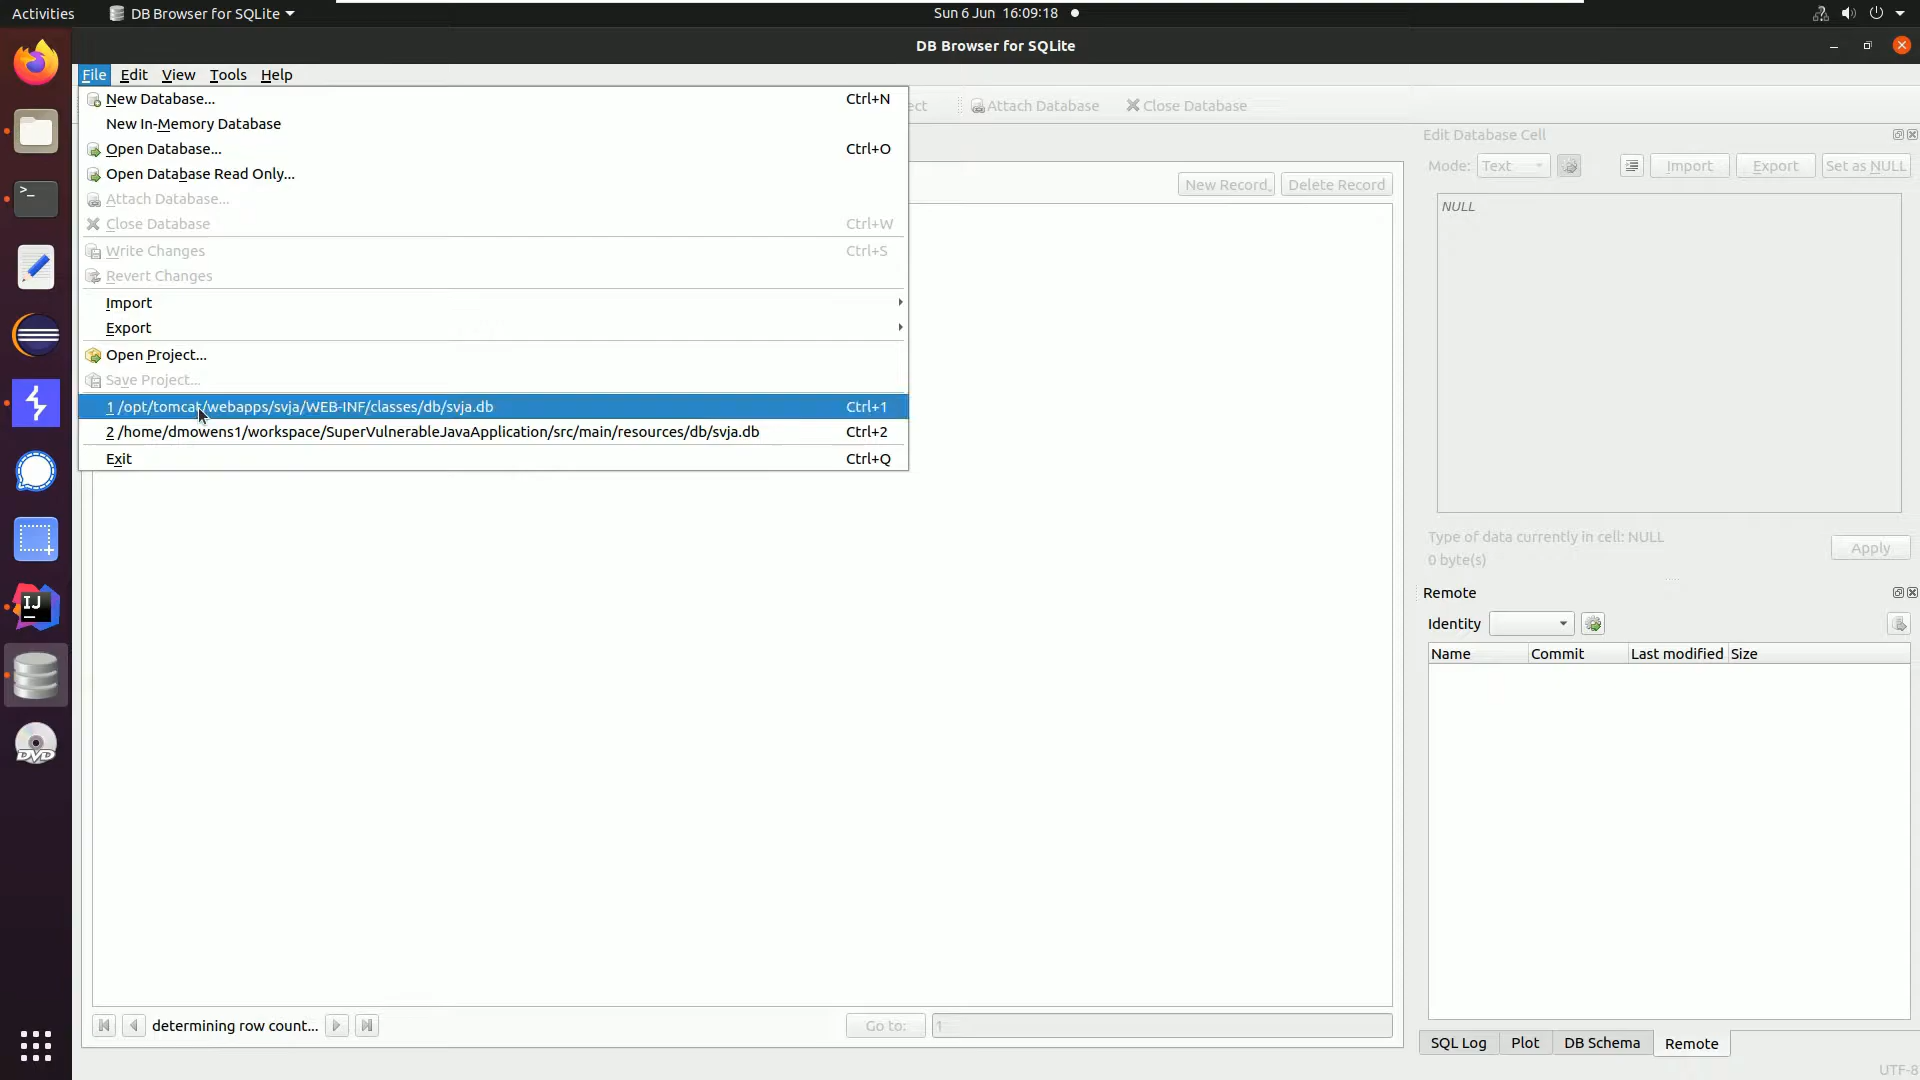 Activities
DB Browser for SQLite
Sun 6 Jun 16:09:18
DB Browser for SQLite
File Edit View Tools Help
New Database... Ctrl+N
New In-Memory Database
Open Database... Ctrl+O
Open Database Read Only...
Attach Database...
Close Database Ctrl+W
Write Changes Ctrl+S
Revert Changes
Import
Export
Open Project...
Save Project...
1 /opt/tomcat/webapps/svja/WEB-INF/classes/db/svja.db Ctrl+1
2 /home/dmowens1/workspace/SuperVulnerableJavaApplication/src/main/resources/db/svja.db Ctrl+2
Exit Ctrl+Q
Attach Database Close Database
New Record Delete Record
Edit Database Cell
Mode: Text Import Export Set as NULL
NULL
Type of data currently in cell: NULL
0 byte(s)
Apply
Remote
Identity
Name Commit Last modified Size
determining row count...
Go to: 1
SQL Log Plot DB Schema Remote
UTF-8
>_
IJ
DVD